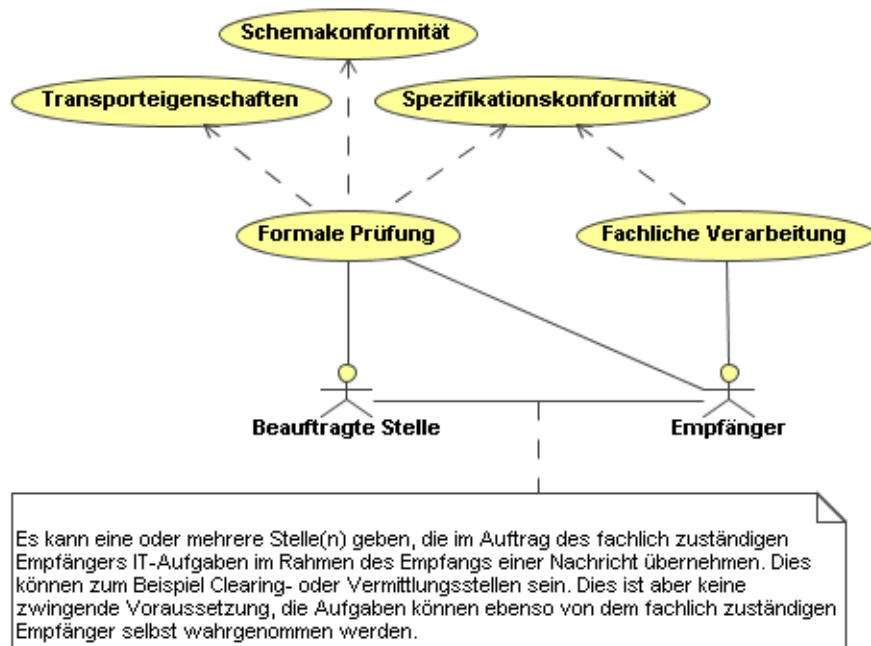 Schemakonformität
Transporteigenschaften
Spezifikationskonformität
Formale Prüfung
Fachliche Verarbeitung
Beauftragte Stelle
Empfänger
Es kann eine oder mehrere Stelle(n) geben, die im Auftrag des fachlich zuständigen
Empfängers IT-Aufgaben im Rahmen des Empfangs einer Nachricht übernehmen. Dies
können zum Beispiel Clearing- oder Vermittlungsstellen sein. Dies ist aber keine
zwingende Voraussetzung, die Aufgaben können ebenso von dem fachlich zuständigen
Empfänger selbst wahrgenommen werden.